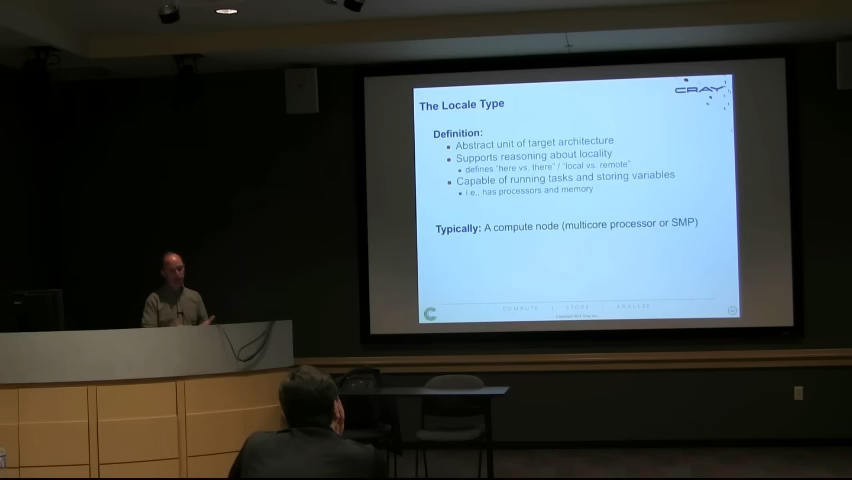 CRAY
The Locale Type
Definition:
• Abstract unit of target architecture
• Supports reasoning about locality
• defines "here vs. there" / "local vs. remote"
• Capable of running tasks and storing variables
• i.e., has processors and memory
Typically: A compute node (multicore processor or SMP)
COMPUTE | STORE | ANALYZE